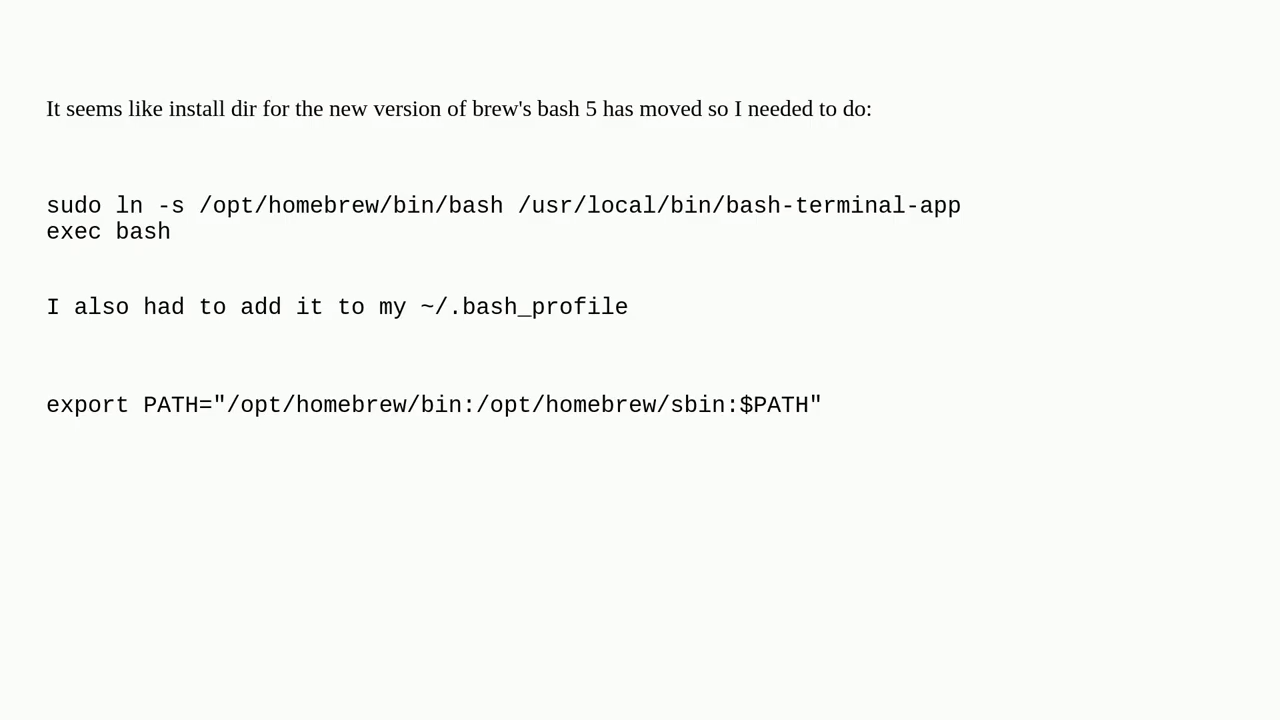 It seems like install dir for the new version of brew's bash 5 has moved so I needed to do:
sudo ln -s /opt/homebrew/bin/bash /usr/local/bin/bash-terminal-app
exec bash
I also had to add it to my ~/.bash_profile
export PATH="/opt/homebrew/bin:/opt/homebrew/sbin:$PATH"